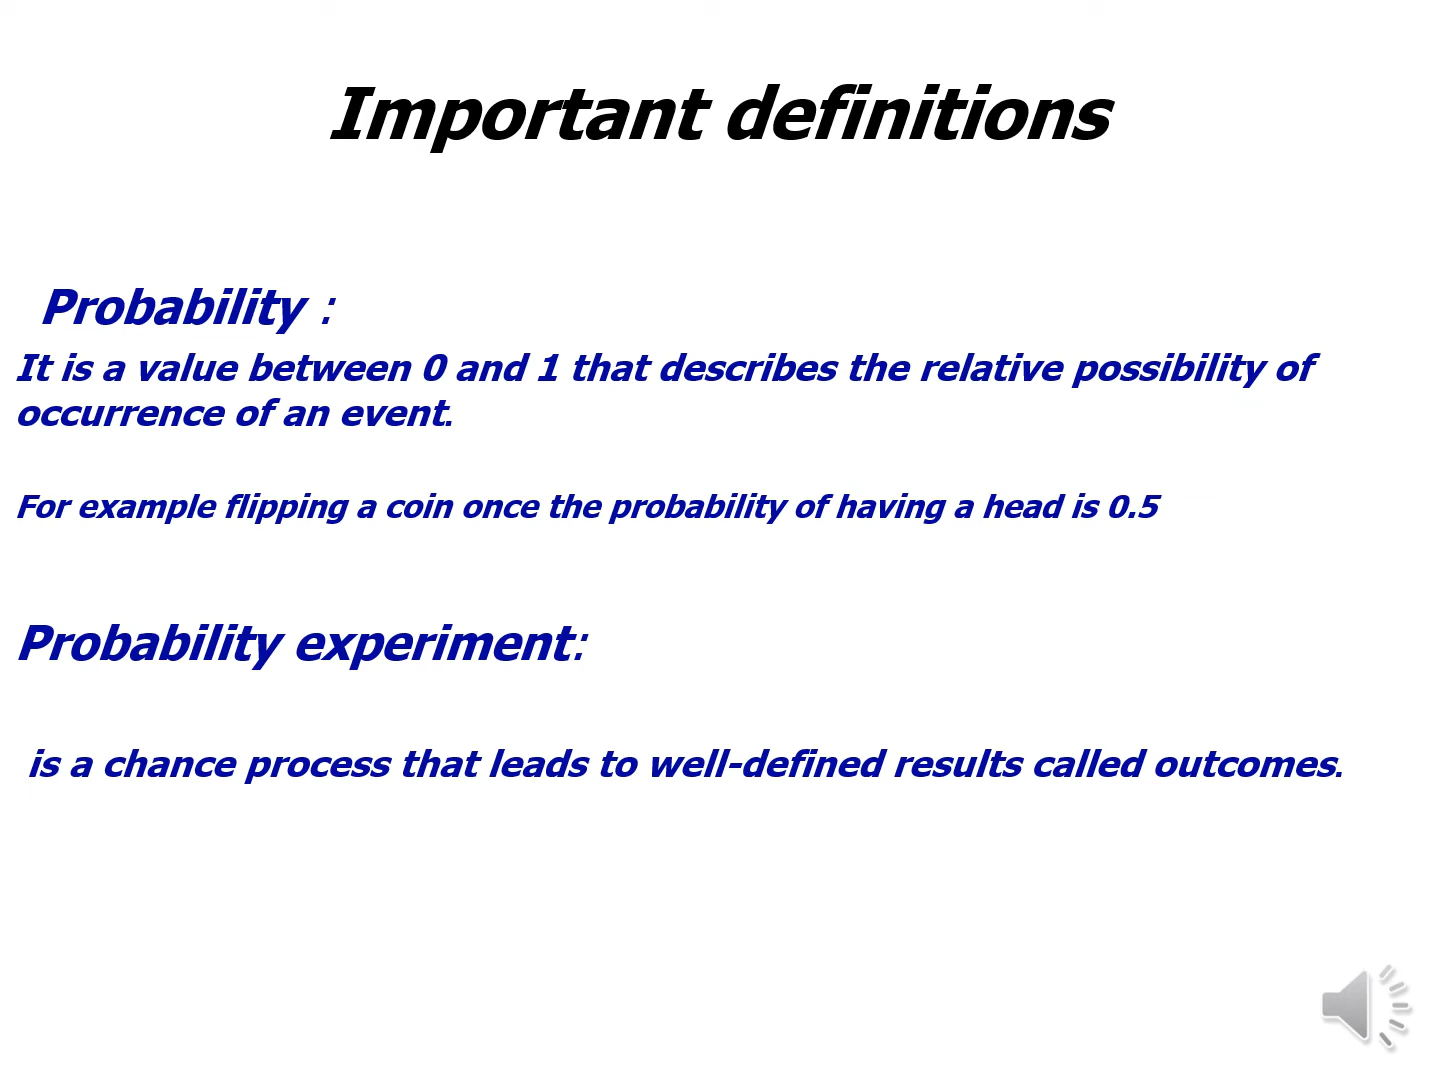 Important definitions
Probability :
It is a value between 0 and 1 that describes the relative possibility of
occurrence of an event.
For example flipping a coin once the probability of having a head is 0.5
Probability experiment:
is a chance process that leads to well-defined results called outcomes.